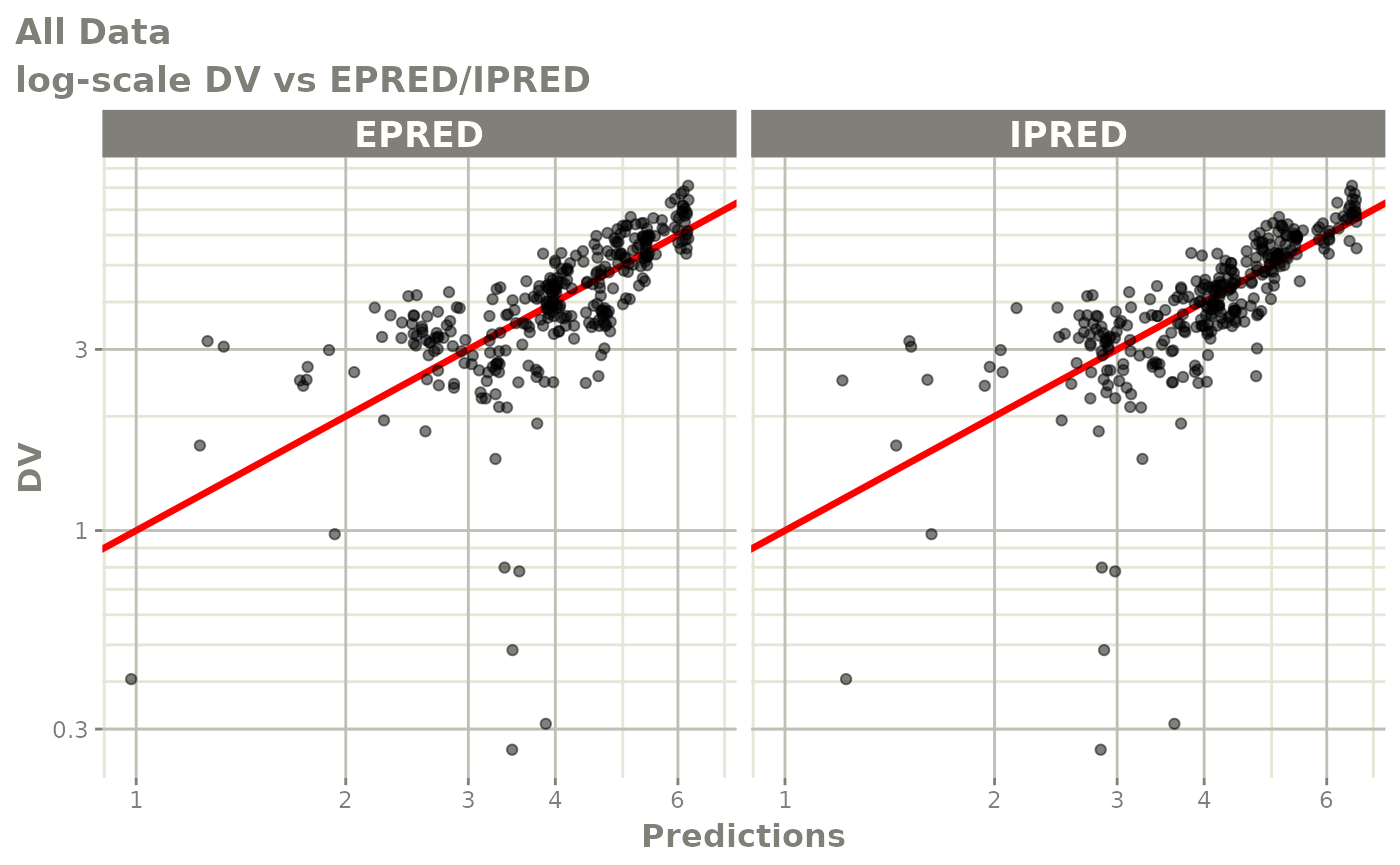 All Data
log-scale DV vs EPRED/IPRED
EPRED IPRED
DV
3
1
0.3
1 2 3 4 6 1 2 3 4 6
Predictions